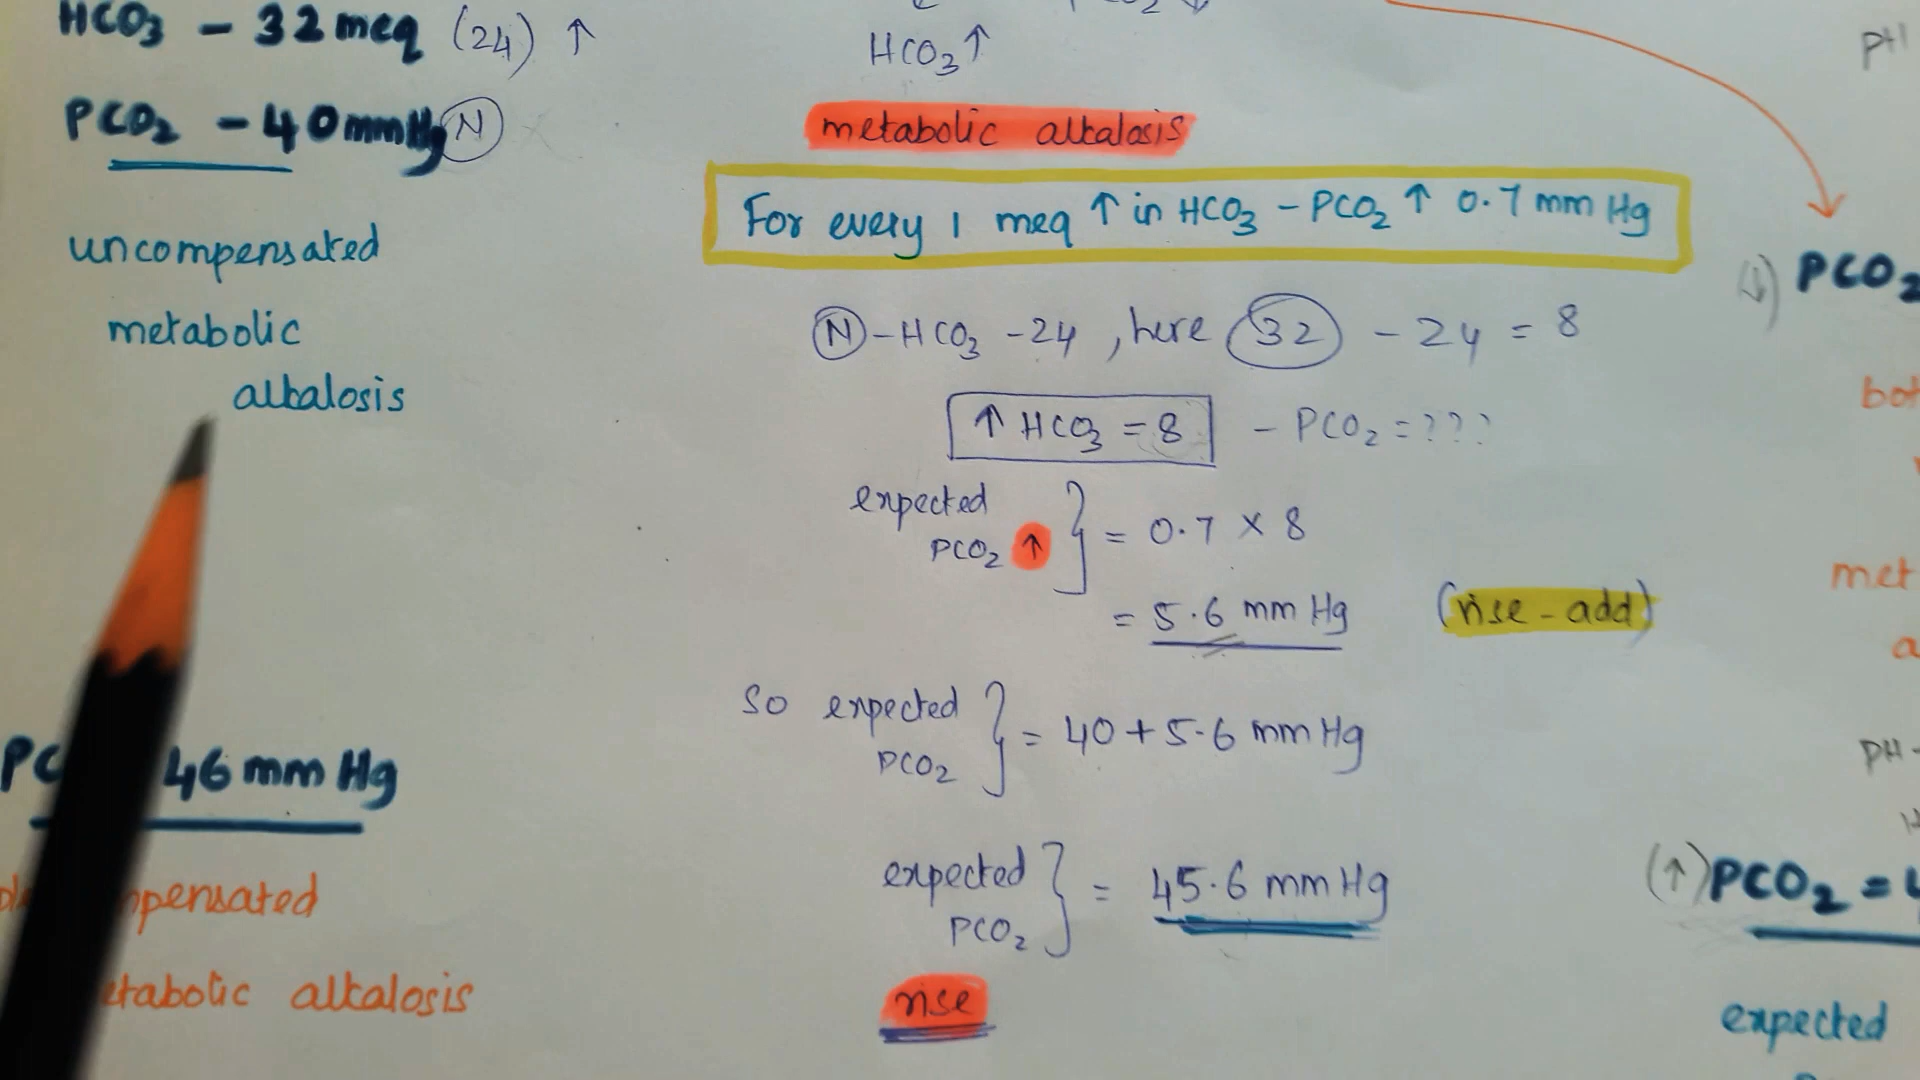 HCO3 - 32 meq (24) ↑
PCO2 - 40 mmHg (N)
uncompensated
metabolic
alkalosis
46 mm Hg
pensated
etabolic alkalosis
HCO3 ↑
metabolic alkalosis
For every 1 meq ↑ in HCO3 - PCO2 ↑ 0.7 mm Hg
(N) - HCO3 - 24 , here (32) - 24 = 8
↑ HCO3 = 8 - PCO2 = ???
expected
PCO2 ↑ } = 0.7 x 8
= 5.6 mm Hg (rise - add)
so expected
PCO2 } = 40 + 5.6 mm Hg
expected
PCO2 } = 45.6 mm Hg
rise
PH
(↓) PCO2
bot
met
a
PH -
(↑) PCO2 = 4
expected